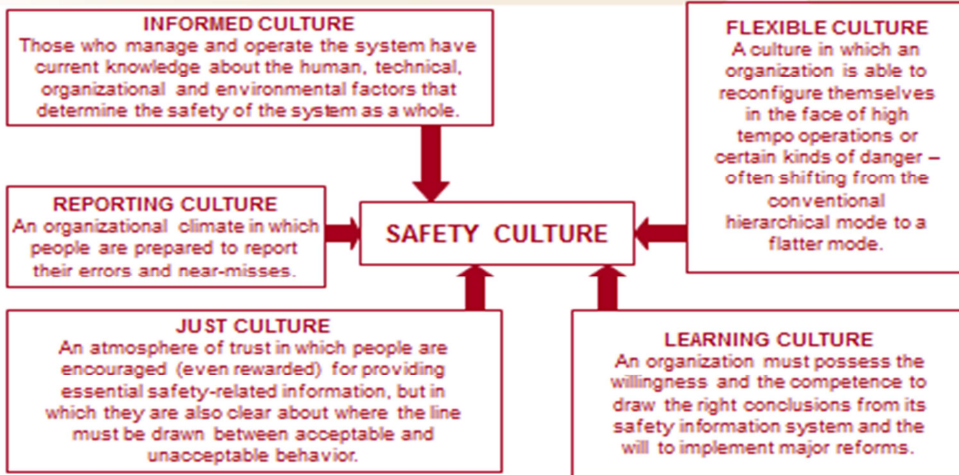 INFORMED CULTURE
Those who manage and operate the system have
current knowledge about the human, technical,
organizational and environmental factors that
determine the safety of the system as a whole.
FLEXIBLE CULTURE
A culture in which an
organization is able to
reconfigure themselves
in the face of high
tempo operations or
certain kinds of danger –
often shifting from the
conventional
hierarchical mode to a
flatter mode.
REPORTING CULTURE
An organizational climate in which
people are prepared to report
their errors and near-misses.
SAFETY CULTURE
JUST CULTURE
An atmosphere of trust in which people are
encouraged (even rewarded) for providing
essential safety-related information, but in
which they are also clear about where the line
must be drawn between acceptable and
unacceptable behavior.
LEARNING CULTURE
An organization must possess the
willingness and the competence to
draw the right conclusions from its
safety information system and the
will to implement major reforms.